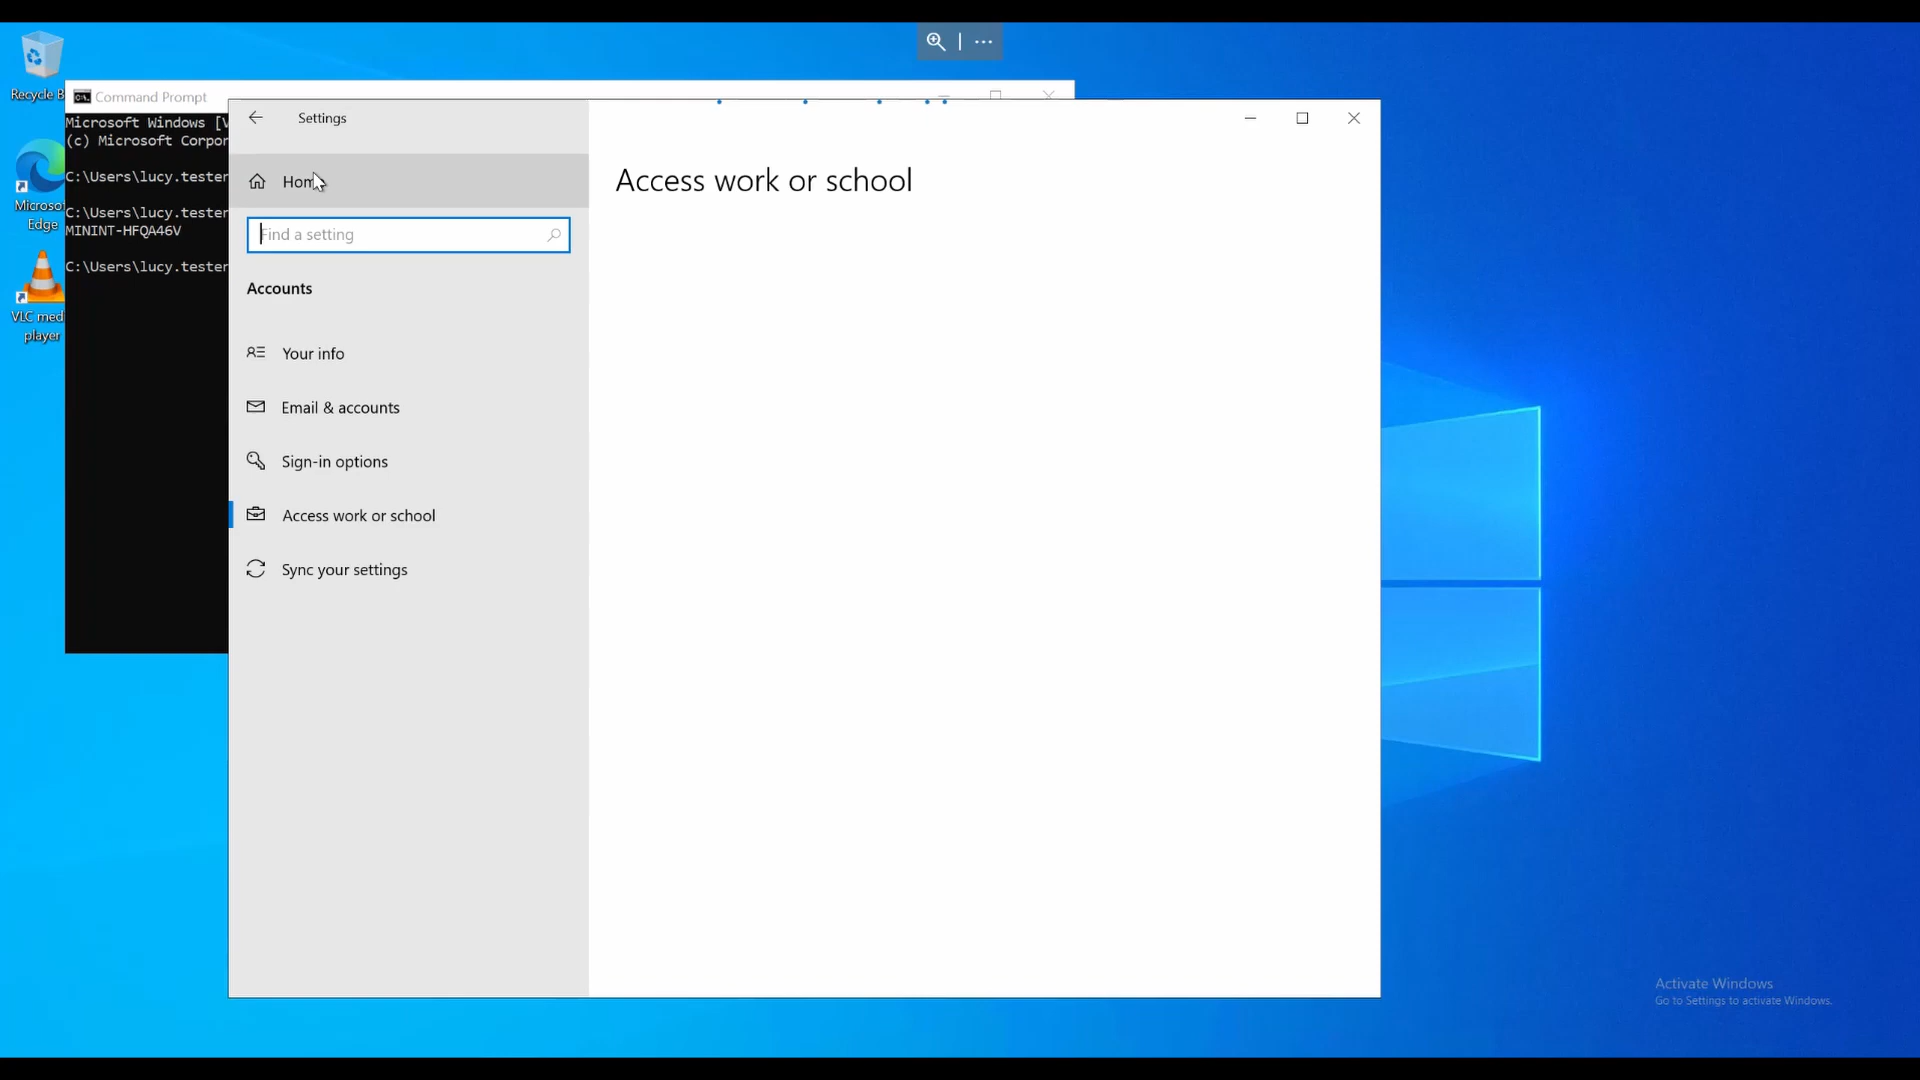 Recycle B
Command Prompt
Microsoft Windows [V
(c) Microsoft Corpor
C:\Users\lucy.tester
C:\Users\lucy.tester
MININT-HFQA46V
C:\Users\lucy.tester
Microsof
Edge
VLC med
player
Settings
Home
Find a setting
Accounts
Your info
Email & accounts
Sign-in options
Access work or school
Sync your settings
Access work or school
Activate Windows
Go to Settings to activate Windows.